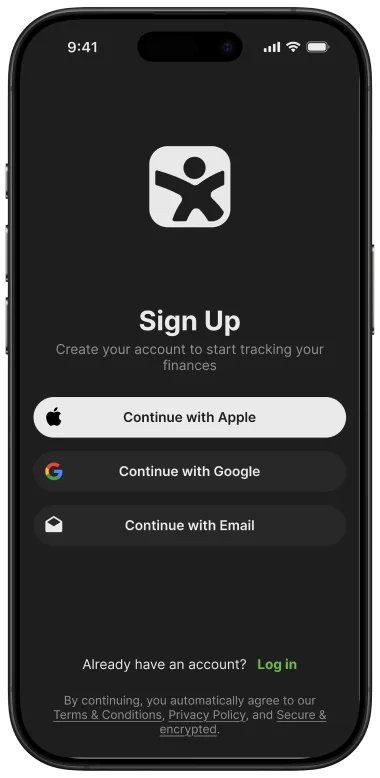 9:41
Sign Up
Create your account to start tracking your
finances
Continue with Apple
Continue with Google
Continue with Email
Already have an account? Log in
By continuing, you automatically agree to our
Terms & Conditions, Privacy Policy, and Secure &
encrypted.